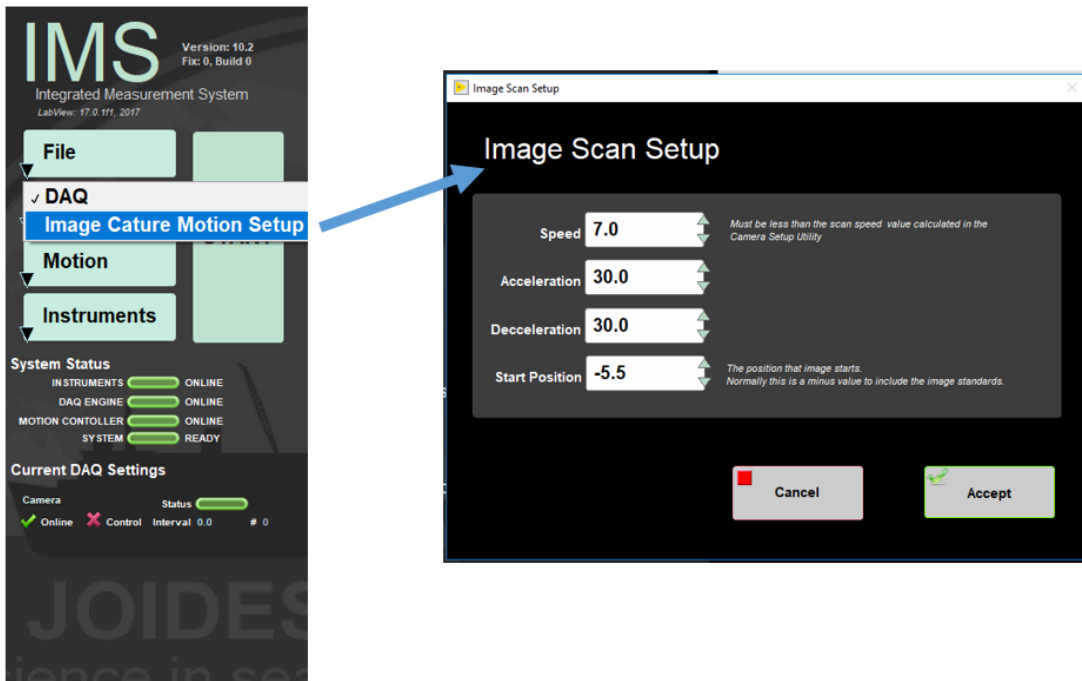 IMS
Version: 10.2
Fix: 0, Build 0
Integrated Measurement System
LabView: 17.0.1f1, 2017
File
✓ DAQ
Image Cature Motion Setup
START
Motion
Instruments
System Status
INSTRUMENTS ONLINE
DAQ ENGINE ONLINE
MOTION CONTOLLER ONLINE
SYSTEM READY
Current DAQ Settings
Camera Status
Online Control Interval 0.0 # 0
JOIDES
Image Scan Setup
Image Scan Setup
Speed 7.0
Must be less than the scan speed value calculated in the
Camera Setup Utility
Acceleration 30.0
Decceleration 30.0
Start Position -5.5
The position that image starts.
Normally this is a minus value to include the image standards.
Cancel
Accept